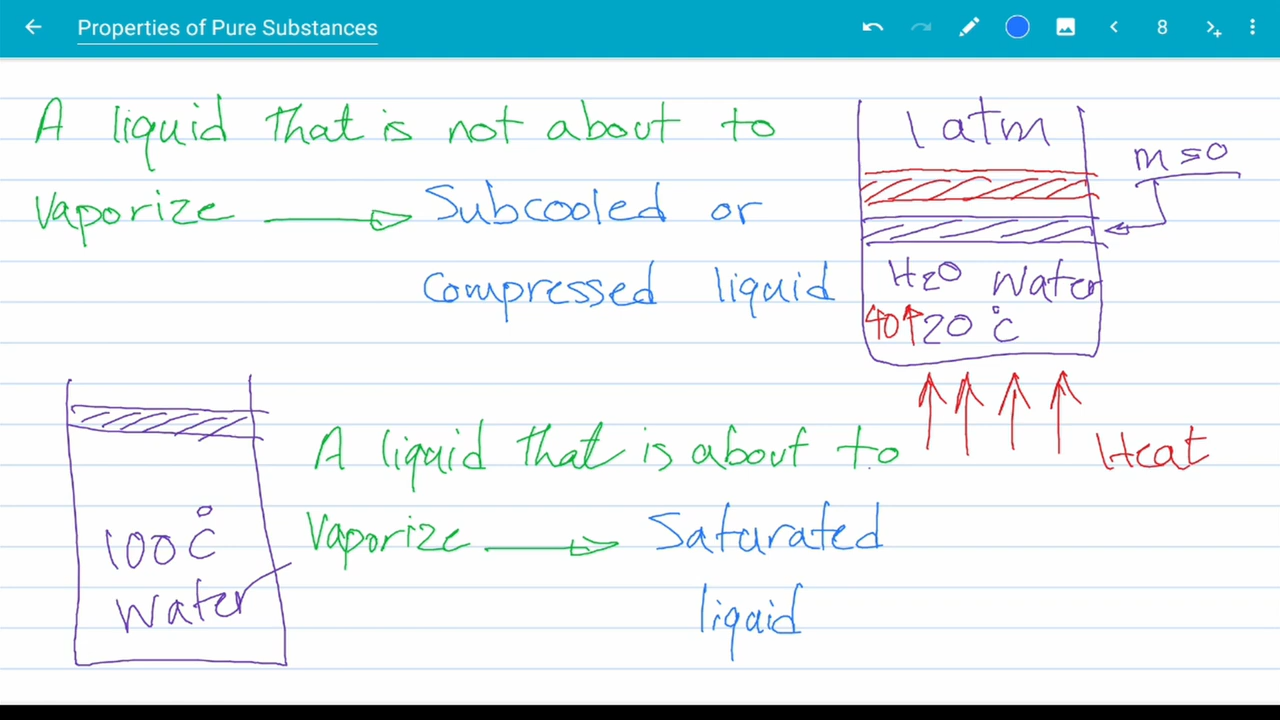 Properties of Pure Substances
8
A liquid that is not about to
vaporize → Subcooled or
compressed liquid
1 atm
m=0
H2O water
40↑20 °C
Heat
A liquid that is about to
vaporize → Saturated
liquid
100 °C
water